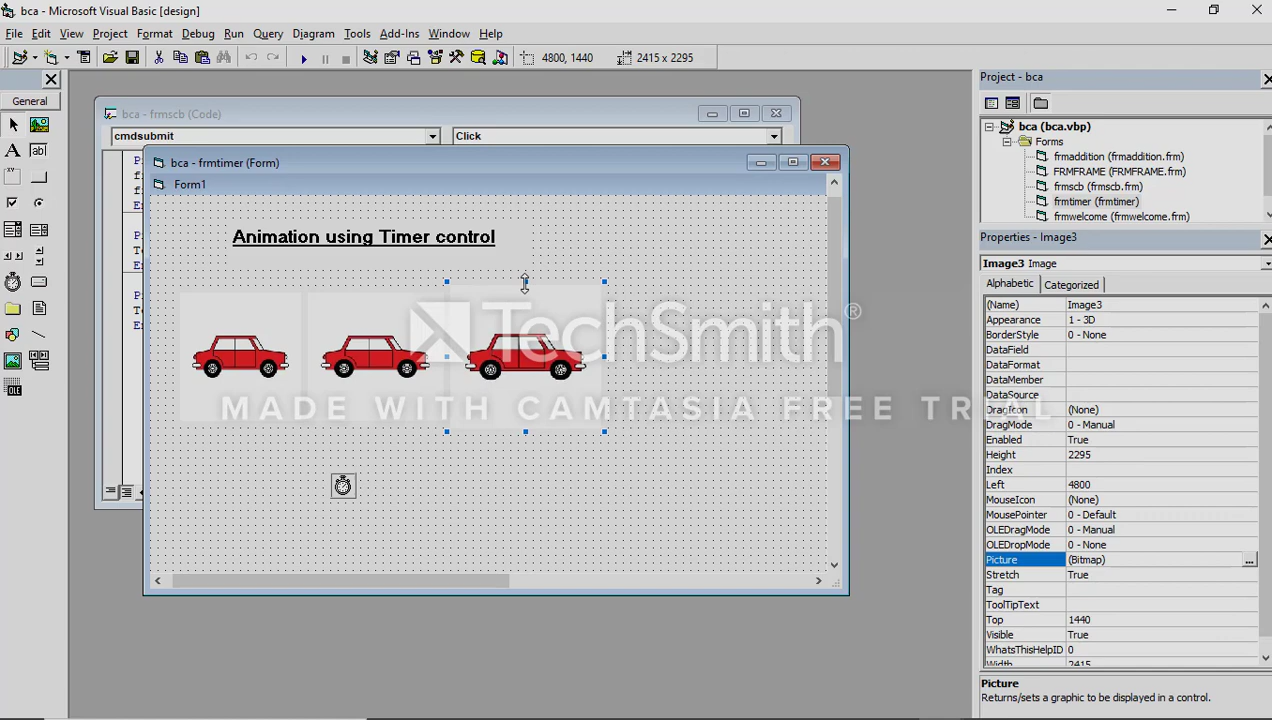 bca - Microsoft Visual Basic [design]
File Edit View Project Format Debug Run Query Diagram Tools Add-Ins Window Help
4800, 1440 2415 x 2295
General
bca - frmscb (Code)
cmdsubmit Click
bca - frmtimer (Form)
Form1
Animation using Timer control
TechSmith®
MADE WITH CAMTASIA FREE TRIAL
Project - bca
bca (bca.vbp)
Forms
frmaddition (frmaddition.frm)
FRMFRAME (FRMFRAME.frm)
frmscb (frmscb.frm)
frmtimer (frmtimer)
frmwelcome (frmwelcome.frm)
Properties - Image3
Image3 Image
Alphabetic Categorized
(Name) Image3
Appearance 1 - 3D
BorderStyle 0 - None
DataField
DataFormat
DataMember
DataSource
DragIcon (None)
DragMode 0 - Manual
Enabled True
Height 2295
Index
Left 4800
MouseIcon (None)
MousePointer 0 - Default
OLEDragMode 0 - Manual
OLEDropMode 0 - None
Picture (Bitmap) ...
Stretch True
Tag
ToolTipText
Top 1440
Visible True
WhatsThisHelpID 0
Width 2415
Picture
Returns/sets a graphic to be displayed in a control.